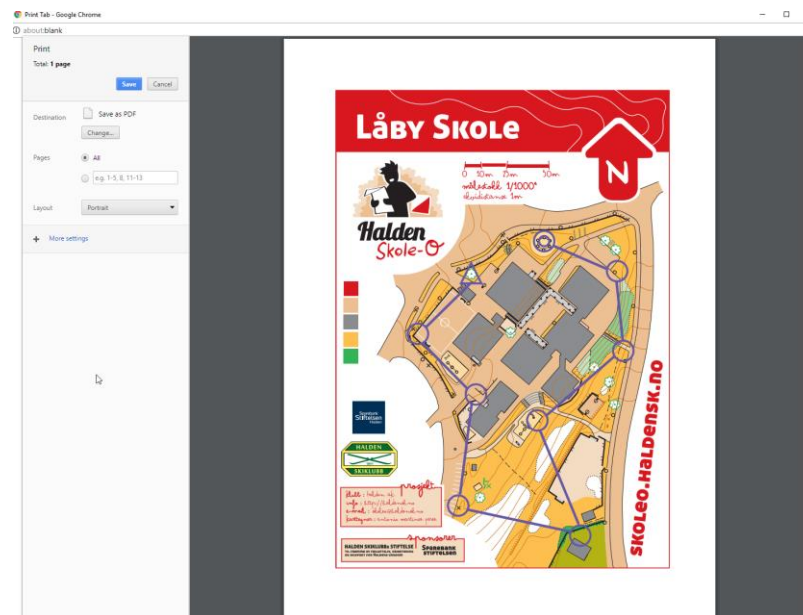 Print Tab - Google Chrome
about:blank
Print
Total: 1 page
Save
Cancel
Destination
Save as PDF
Change...
Pages
All
e.g. 1-5, 8, 11-13
Layout
Portrait
+ More settings
LÅBY SKOLE
N
0 10m 25m 50m
målestokk 1/1000
ekvidistanse 1m
Halden
Skole-O
Sparebank
Stiftelsen
HALDEN
SKIKLUBB
prosjekt
sponsorer
HALDEN SKIKLUBBS STIFTELSE
SPAREBANK
STIFTELSEN
SKOLEO.HALDENSK.NO